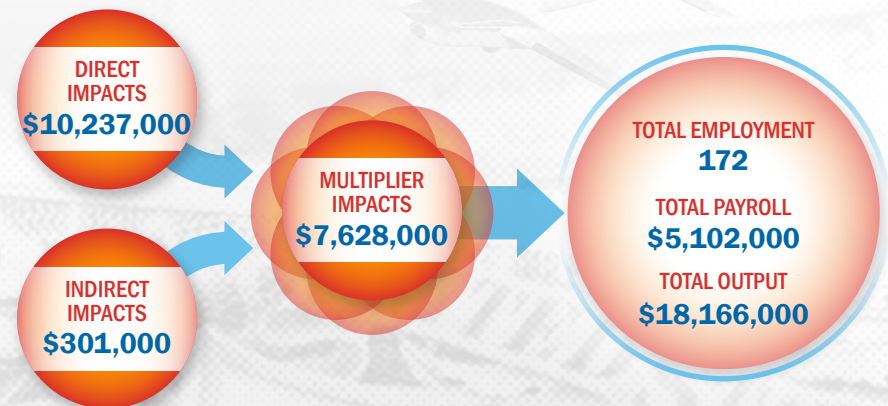 DIRECT
IMPACTS
$10,237,000
INDIRECT
IMPACTS
$301,000
MULTIPLIER
IMPACTS
$7,628,000
TOTAL EMPLOYMENT
172
TOTAL PAYROLL
$5,102,000
TOTAL OUTPUT
$18,166,000